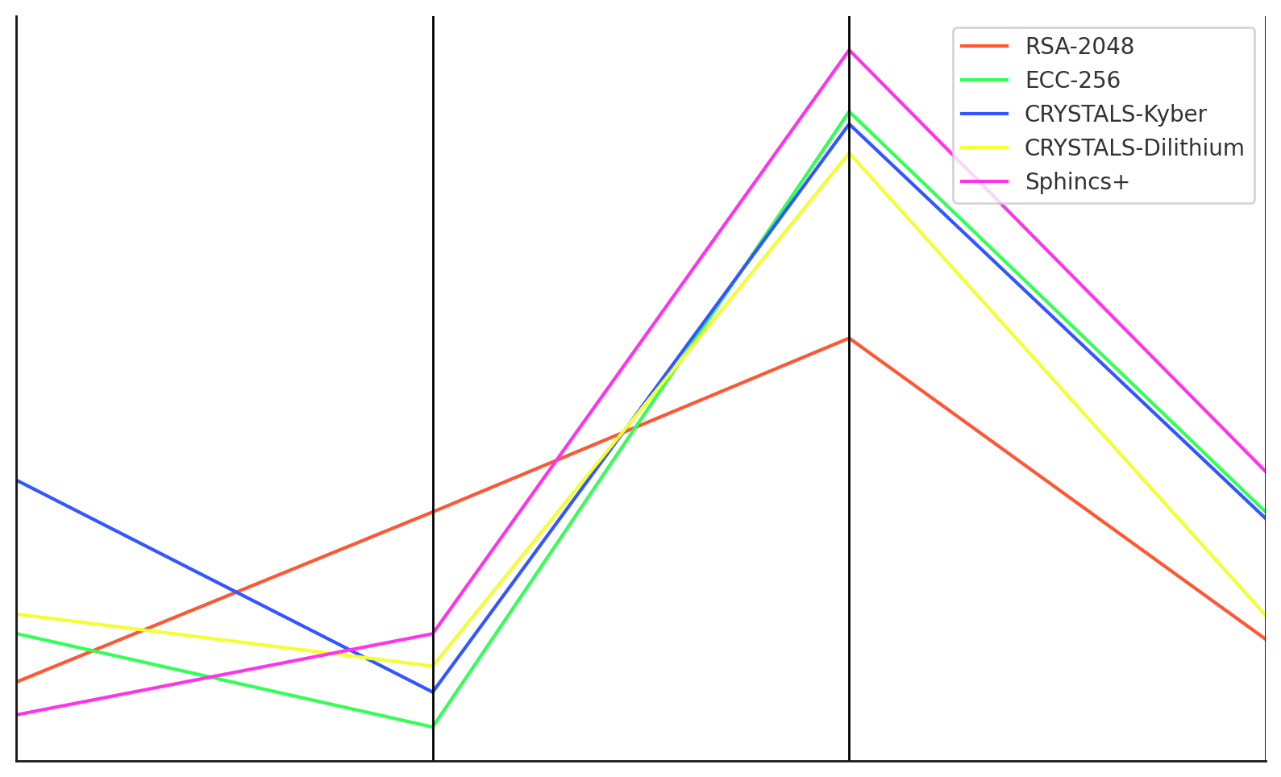 RSA-2048
ECC-256
CRYSTALS-Kyber
CRYSTALS-Dilithium
Sphincs+